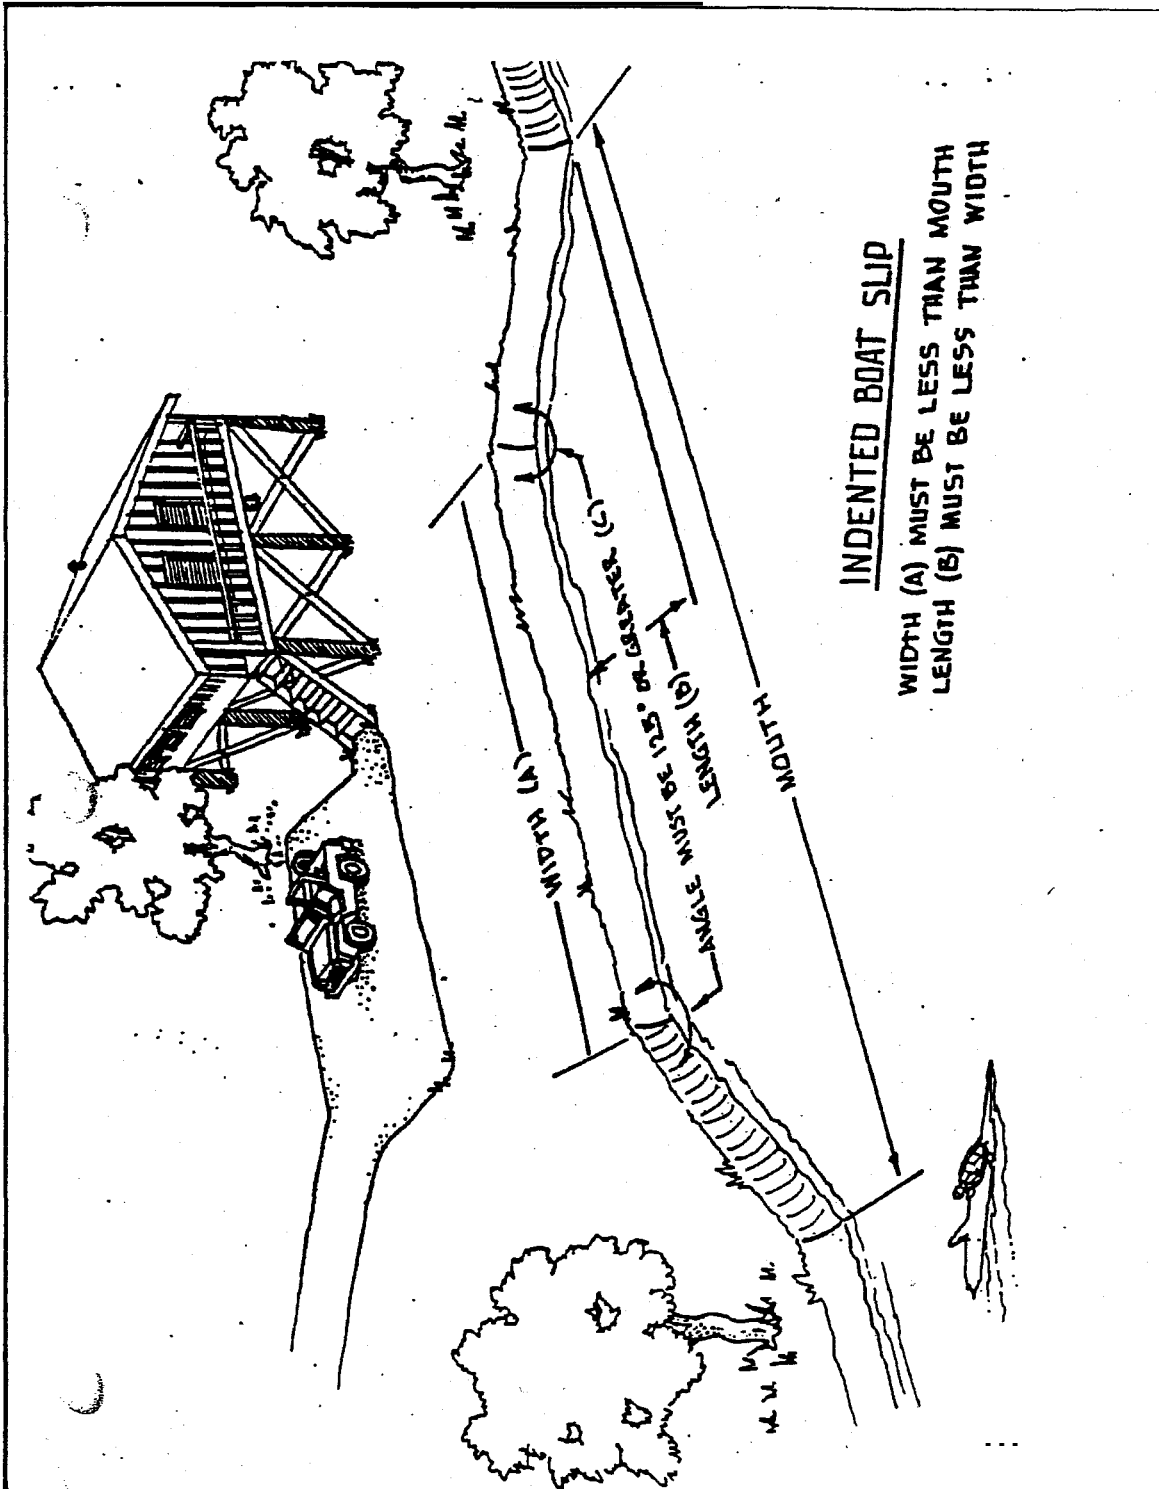 WIDTH (A)
ANGLE MUST BE 125° OR GREATER (C)
LENGTH (B)
MOUTH
INDENTED BOAT SLIP
WIDTH (A) MUST BE LESS THAN MOUTH
LENGTH (B) MUST BE LESS THAN WIDTH